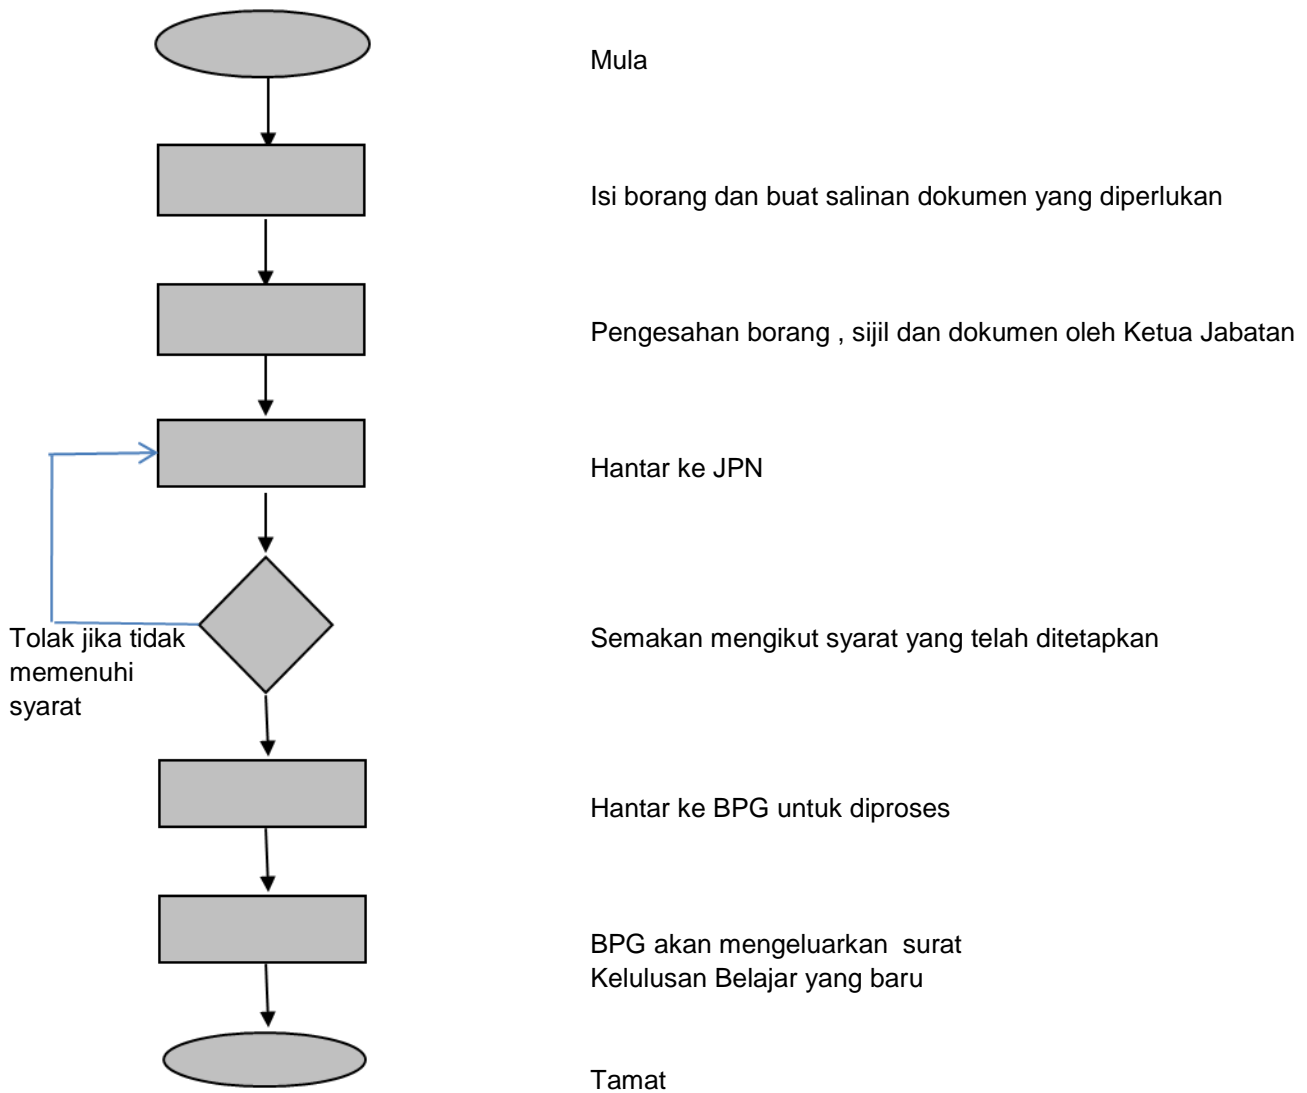 Mula
Isi borang dan buat salinan dokumen yang diperlukan
Pengesahan borang , sijil dan dokumen oleh Ketua Jabatan
Hantar ke JPN
Tolak jika tidak
memenuhi
syarat
Semakan mengikut syarat yang telah ditetapkan
Hantar ke BPG untuk diproses
BPG akan mengeluarkan  surat
Kelulusan Belajar yang baru
Tamat